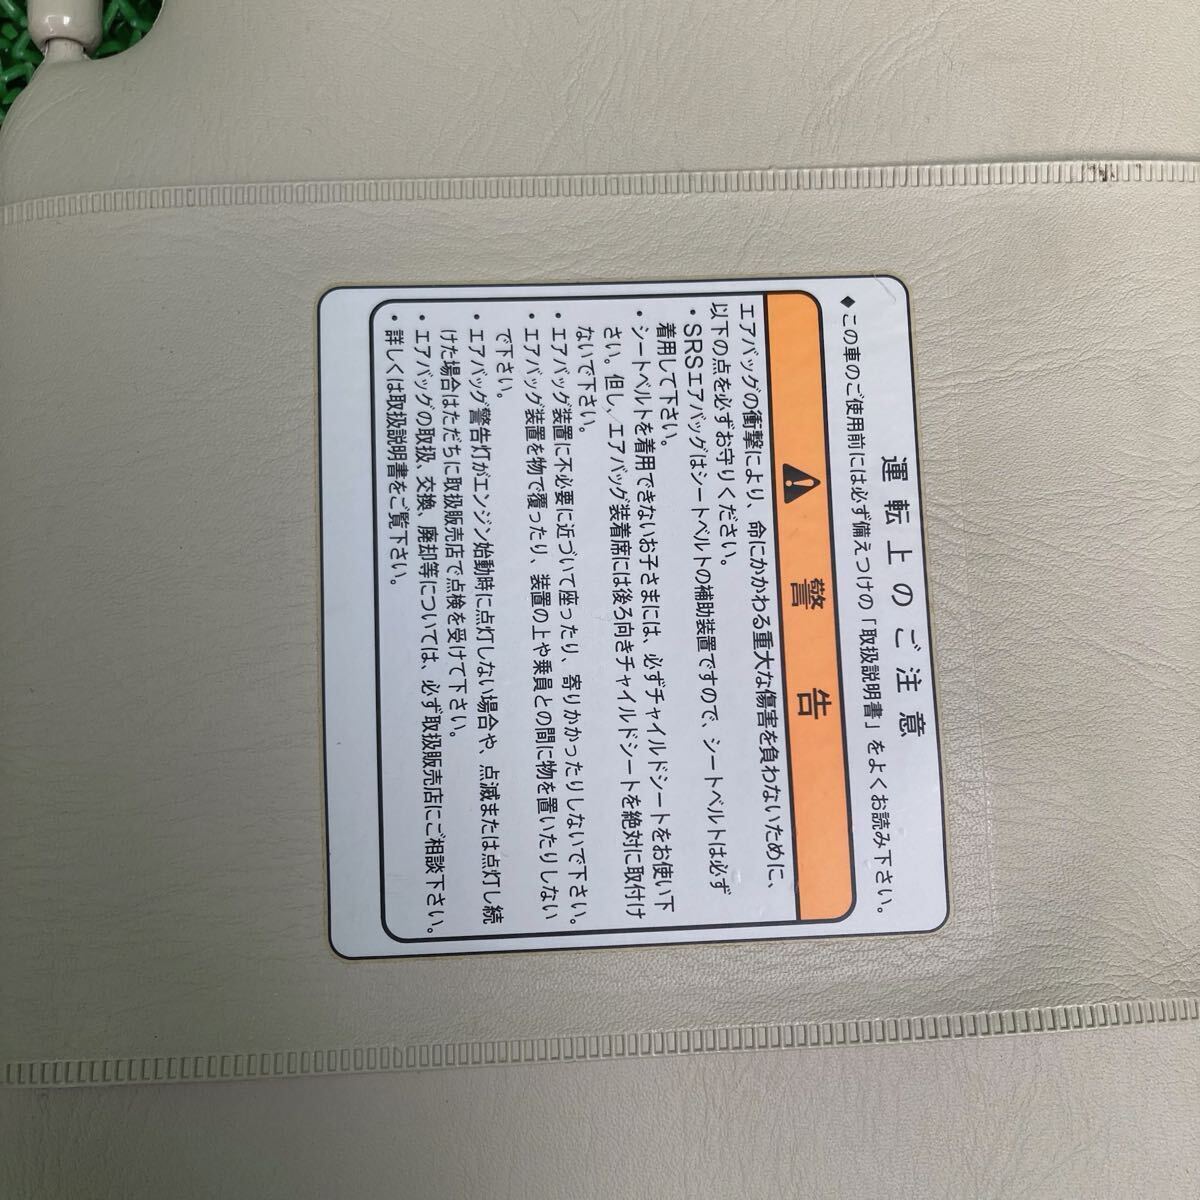 運転上のご注意
◆この車のご使用前には必ず備えつけの「取扱説明書」をよくお読み下さい。
警告
エアバッグの衝撃により、命にかかわる重大な傷害を負わないために、
以下の点を必ずお守りください。
・SRSエアバッグはシートベルトの補助装置ですので、シートベルトは必ず
着用して下さい。
・シートベルトを着用できないお子さまには、必ずチャイルドシートをお使い下
さい。但し、エアバッグ装着席には後ろ向きチャイルドシートを絶対に取付け
ないで下さい。
・エアバッグ装置に不必要に近づいて座ったり、寄りかかったりしないで下さい。
・エアバッグ装置を物で覆ったり、装置の上や乗員との間に物を置いたりしない
で下さい。
・エアバッグ警告灯がエンジン始動時に点灯しない場合や、点滅または点灯し続
けた場合はただちに取扱販売店で点検を受けて下さい。
・エアバッグの取扱、交換、廃却等については、必ず取扱販売店にご相談下さい。
・詳しくは取扱説明書をご覧下さい。